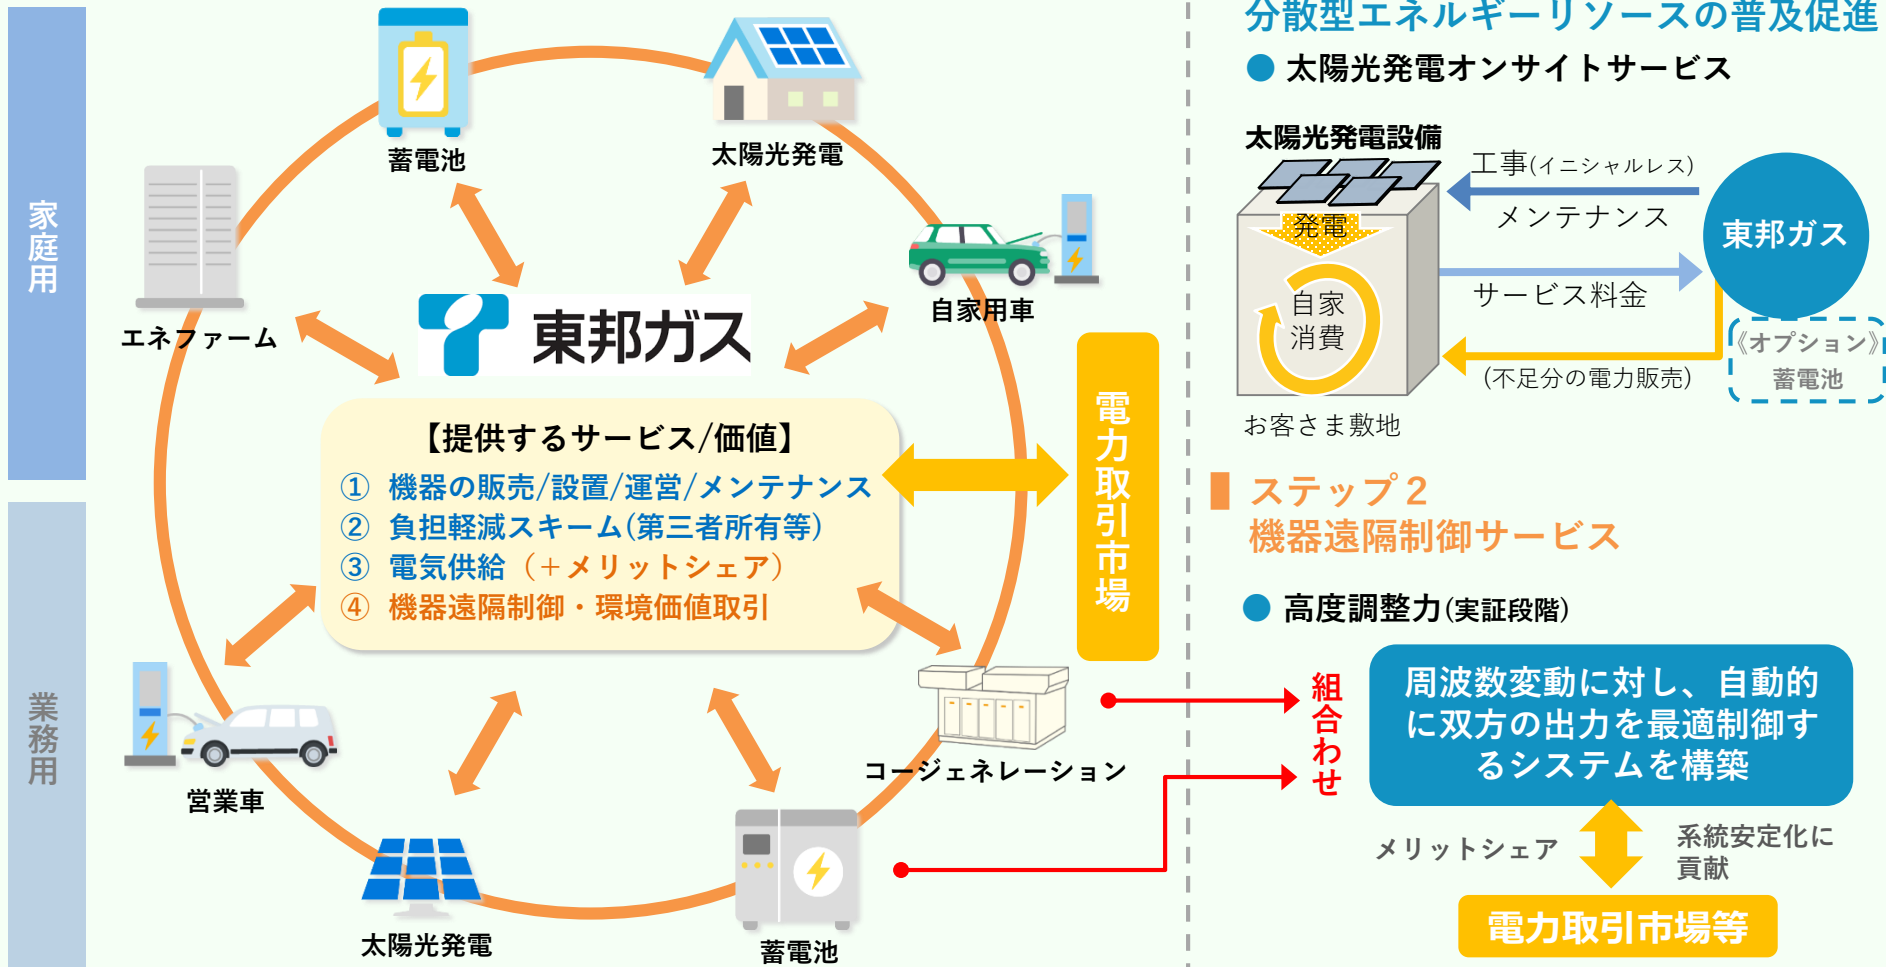 家庭用
業務用
蓄電池
太陽光発電
エネファーム
自家用車
東邦ガス
【提供するサービス/価値】
① 機器の販売/設置/運営/メンテナンス
② 負担軽減スキーム(第三者所有等)
③ 電気供給（＋メリットシェア）
④ 機器遠隔制御・環境価値取引
電力取引市場
営業車
コージェネレーション
太陽光発電
蓄電池
分散型エネルギーリソースの普及促進
● 太陽光発電オンサイトサービス
太陽光発電設備
発電
自家
消費
お客さま敷地
工事(イニシャルレス)
メンテナンス
サービス料金
(不足分の電力販売)
東邦ガス
《オプション》
蓄電池
ステップ２
機器遠隔制御サービス
● 高度調整力(実証段階)
組合わせ
周波数変動に対し、自動的
に双方の出力を最適制御す
るシステムを構築
メリットシェア
系統安定化に
貢献
電力取引市場等